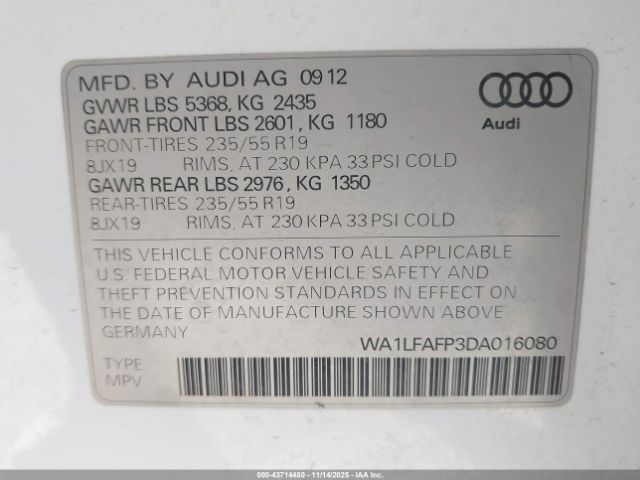 MFD. BY AUDI AG 09 12
GVWR LBS 5368, KG 2435
GAWR FRONT LBS 2601, KG 1180
FRONT-TIRES 235/55 R19
8JX19 RIMS, AT 230 KPA 33 PSI COLD
GAWR REAR LBS 2976, KG 1350
REAR-TIRES 235/55 R19
8JX19 RIMS, AT 230 KPA 33 PSI COLD
Audi
THIS VEHICLE CONFORMS TO ALL APPLICABLE
U.S. FEDERAL MOTOR VEHICLE SAFETY AND
THEFT PREVENTION STANDARDS IN EFFECT ON
THE DATE OF MANUFACTURE SHOWN ABOVE.
GERMANY
WA1LFAFP3DA016080
TYPE
MPV
000-43714480 - 11/14/2025 - IAAI.COM